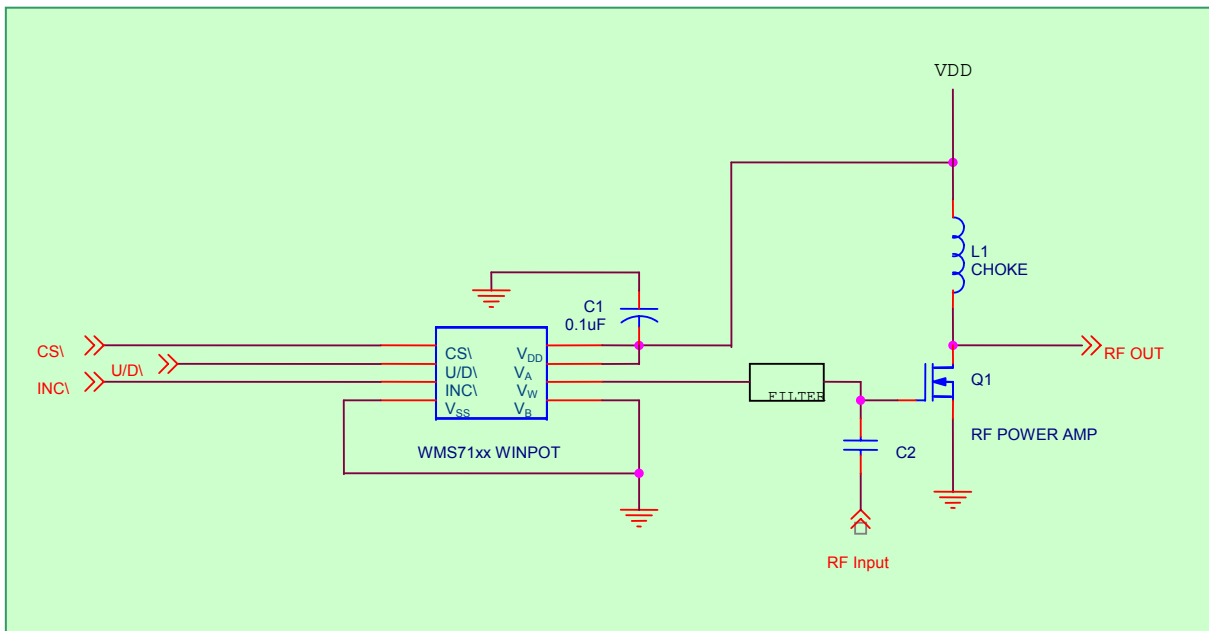 VDD
L1
CHOKE
C1
0.1uF
CS\
U/D\
INC\
CS\
U/D\
INC\
VSS
VDD
VA
VW
VB
FILTER
RF OUT
Q1
RF POWER AMP
WMS71xx WINPOT
C2
RF Input